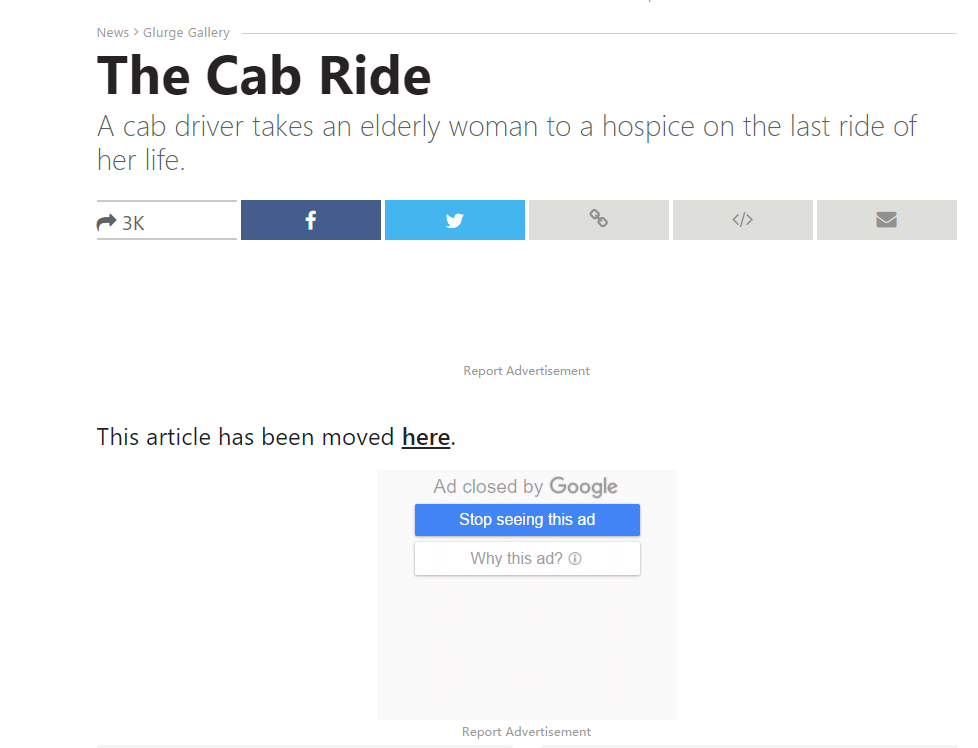 News > Glurge Gallery
The Cab Ride
A cab driver takes an elderly woman to a hospice on the last ride of
her life.
3K
Report Advertisement
This article has been moved here.
Ad closed by Google
Stop seeing this ad
Why this ad?
Report Advertisement